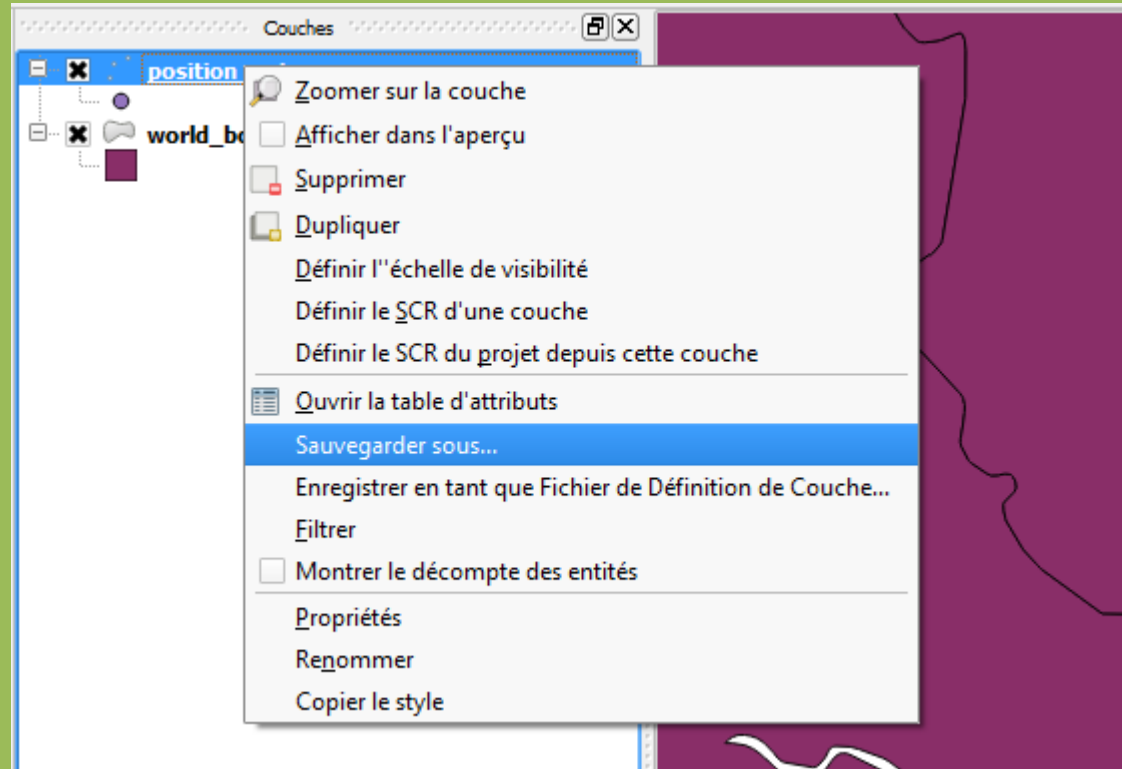 Couches
position
Zoomer sur la couche
world_bo
Afficher dans l'aperçu
Supprimer
Dupliquer
Définir l''échelle de visibilité
Définir le SCR d'une couche
Définir le SCR du projet depuis cette couche
Ouvrir la table d'attributs
Sauvegarder sous...
Enregistrer en tant que Fichier de Définition de Couche...
Filtrer
Montrer le décompte des entités
Propriétés
Renommer
Copier le style